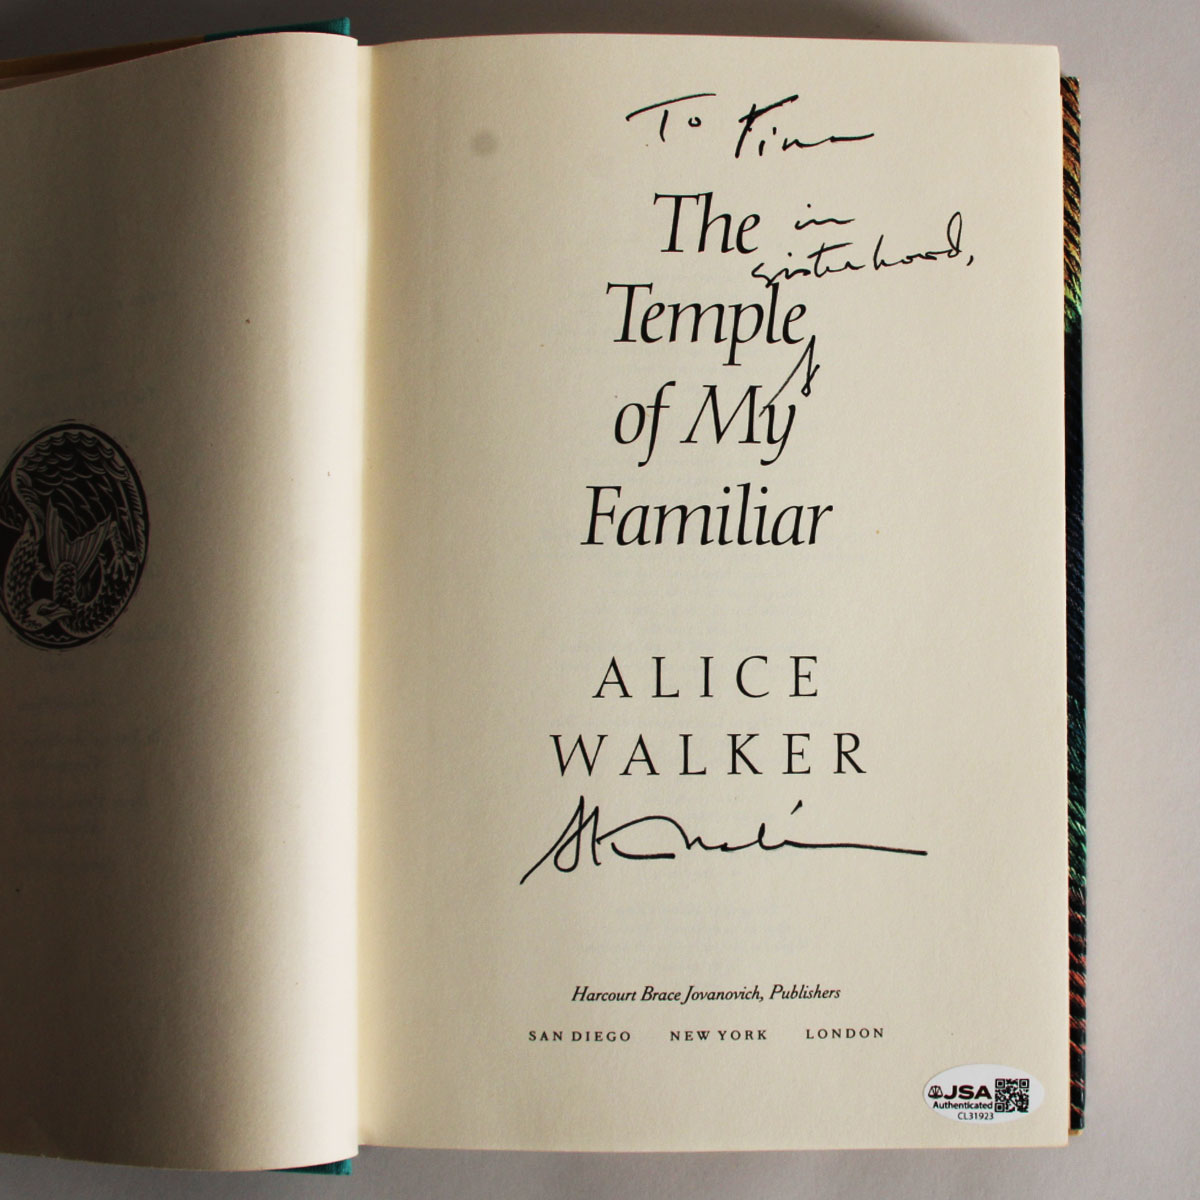 To Tina
The
in
sisterhood,
Temple
of My
Familiar
ALICE
WALKER
Harcourt Brace Jovanovich, Publishers
SAN DIEGO NEW YORK LONDON
JSA
Authenticated
CL31923